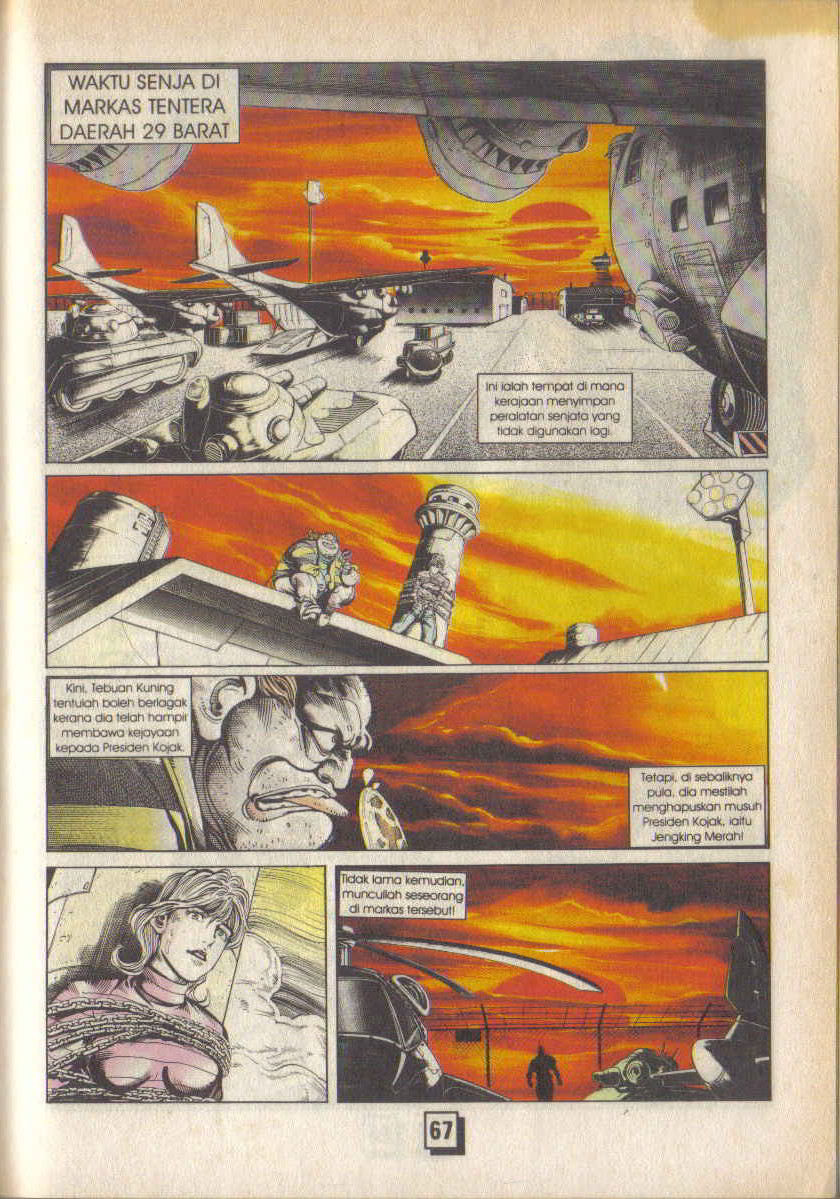 WAKTU SENJA DI
MARKAS TENTERA
DAERAH 29 BARAT
Ini ialah tempat di mana
kerajaan menyimpan
peralatan senjata yang
tidak digunakan lagi.
Kini, Tebuan Kuning
tentulah boleh berlagak
kerana dia telah hampir
membawa kejayaan
kepada Presiden Kojak.
Tetapi, di sebaliknya
pula, dia mestilah
menghapuskan musuh
Presiden Kojak, iaitu
Jengking Merah!
Tidak lama kemudian,
muncullah seseorang
di markas tersebut!
67